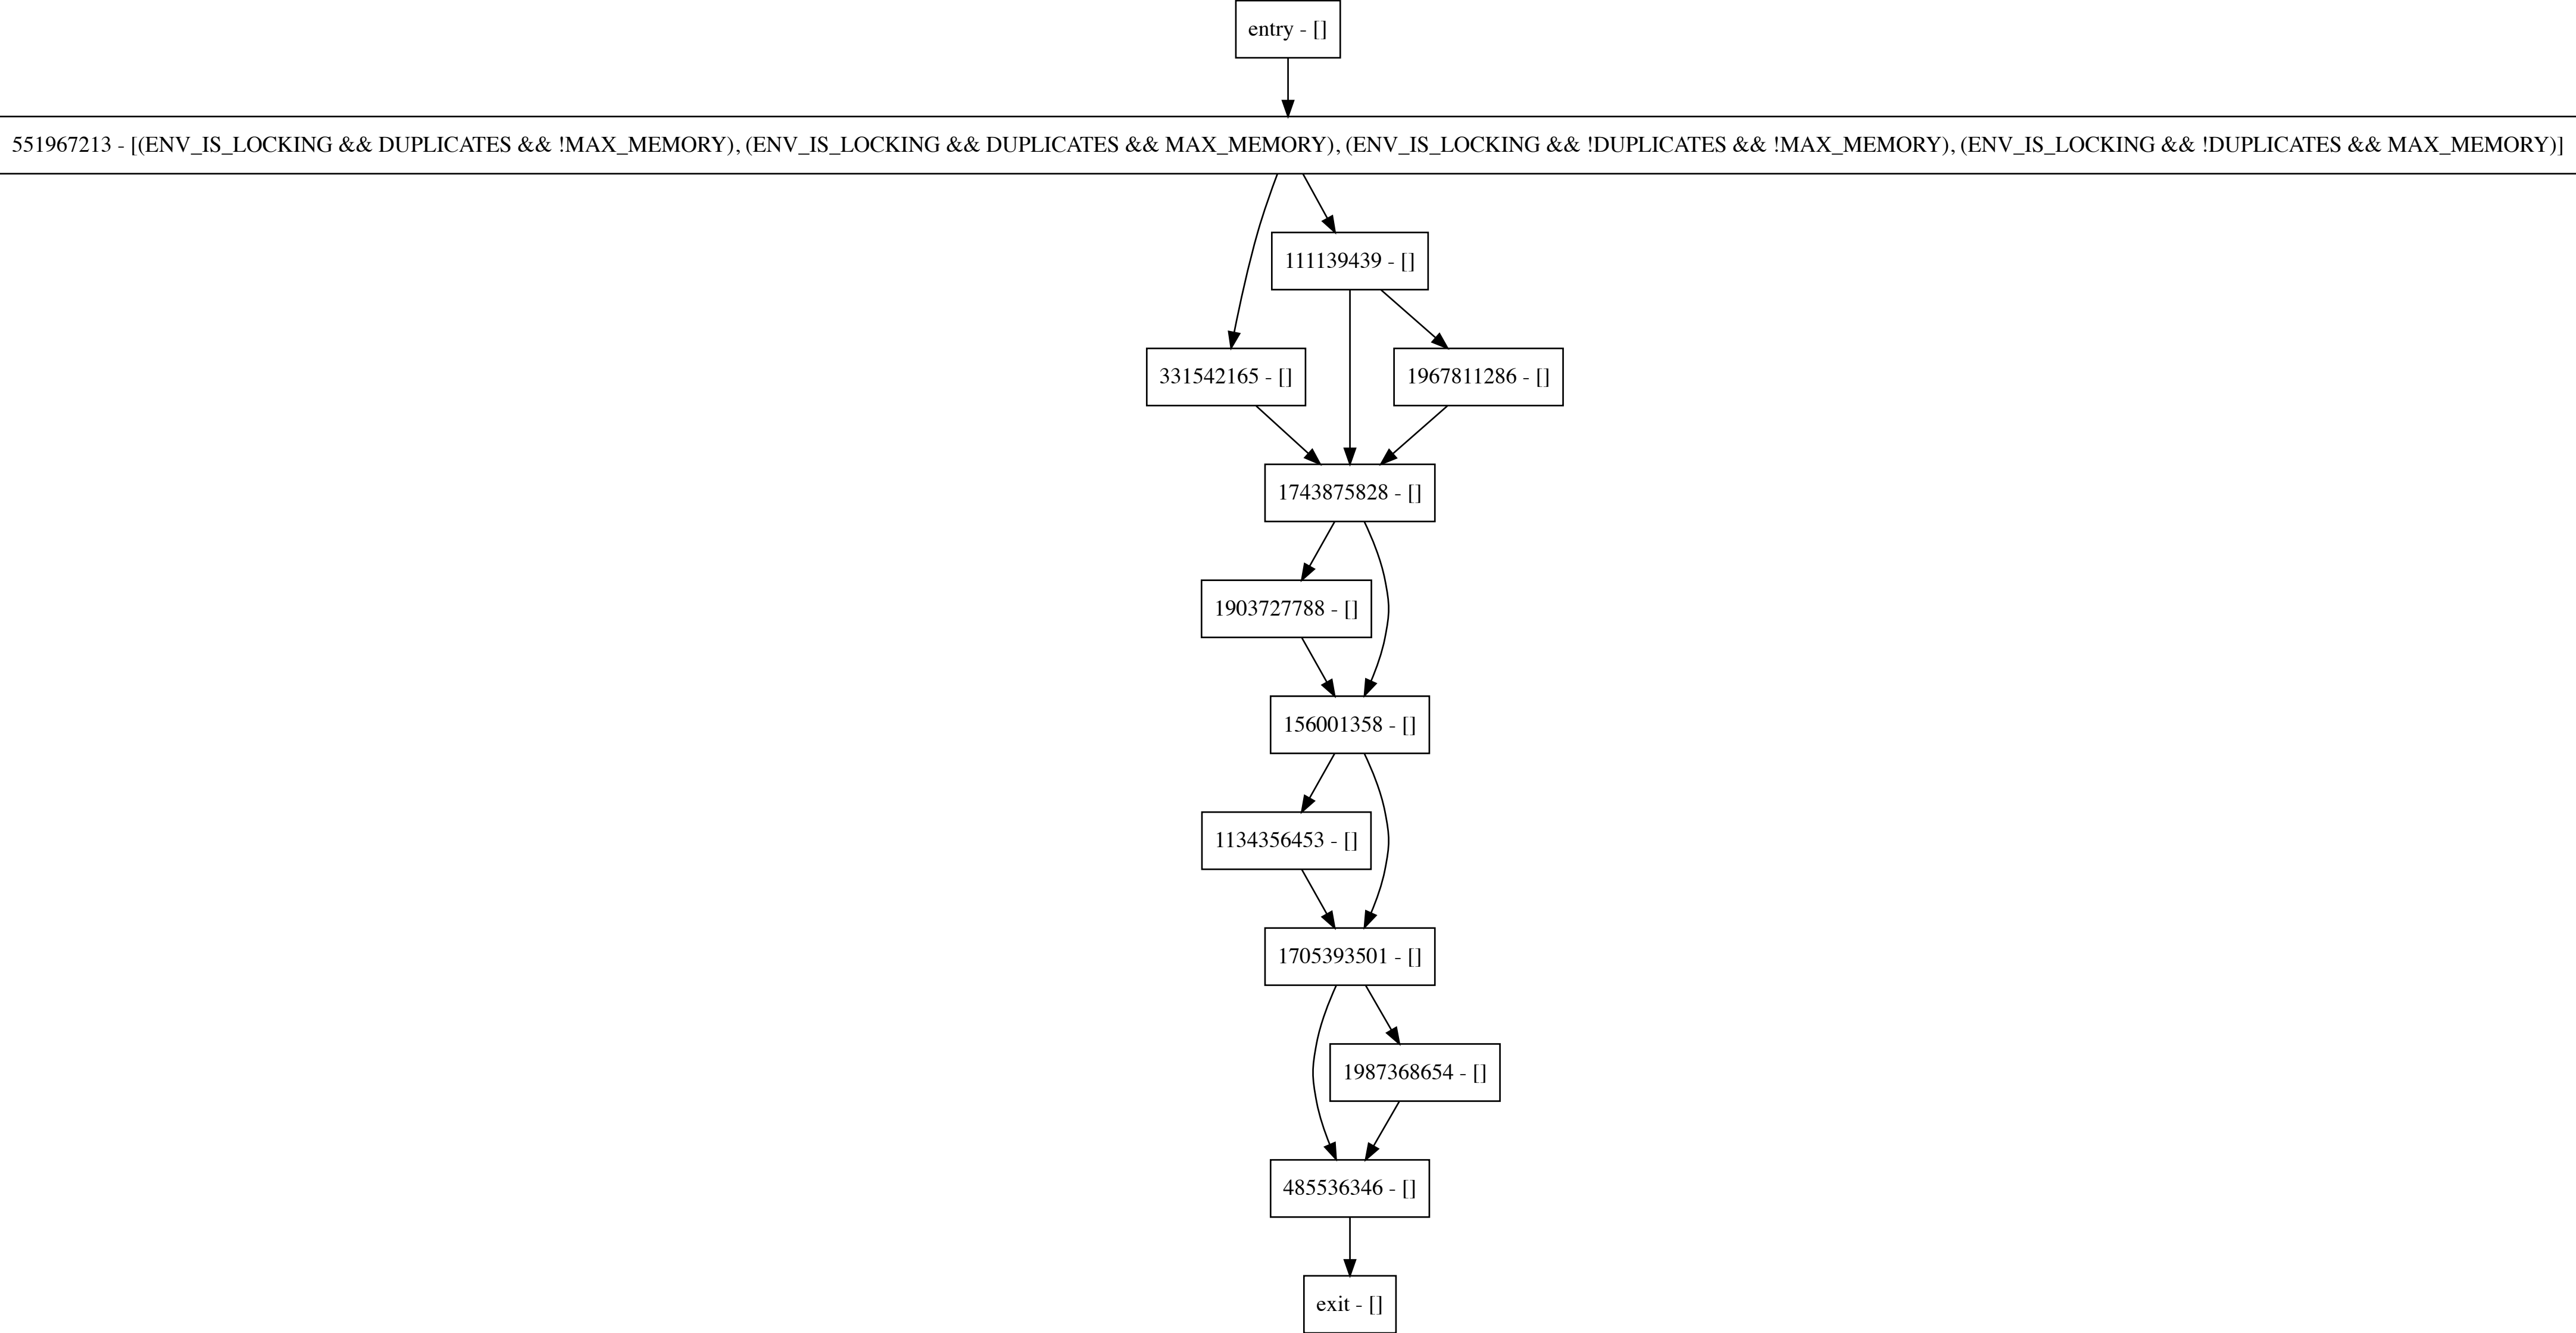 entry - []
551967213 - [(ENV_IS_LOCKING && DUPLICATES && !MAX_MEMORY), (ENV_IS_LOCKING && DUPLICATES && MAX_MEMORY), (ENV_IS_LOCKING && !DUPLICATES && !MAX_MEMORY), (ENV_IS_LOCKING && !DUPLICATES && MAX_MEMORY)]
111139439 - []
331542165 - []
1967811286 - []
1743875828 - []
1903727788 - []
156001358 - []
1134356453 - []
1705393501 - []
1987368654 - []
485536346 - []
exit - []